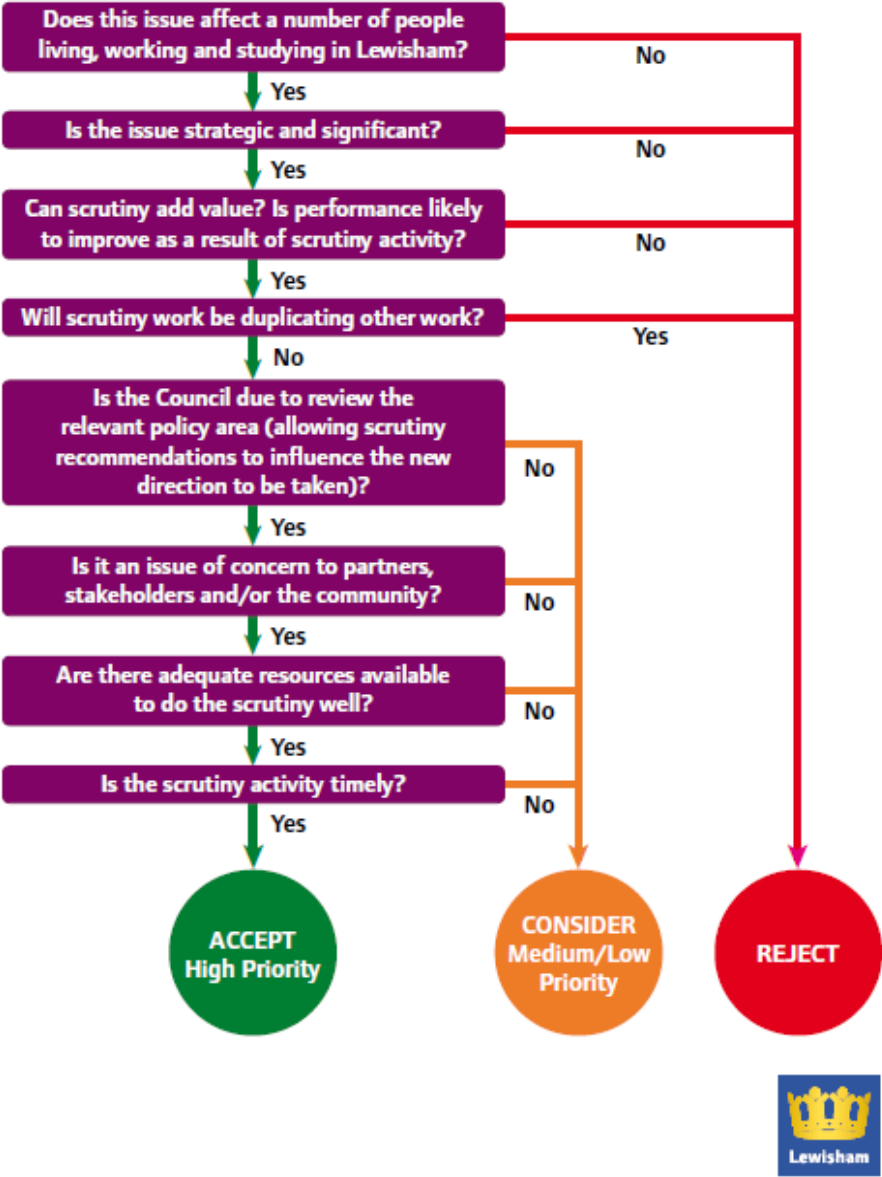 Does this issue affect a number of people
living, working and studying in Lewisham?
No
Yes
Is the issue strategic and significant?
No
Yes
Can scrutiny add value? Is performance likely
to improve as a result of scrutiny activity?
No
Yes
Will scrutiny work be duplicating other work?
Yes
No
Is the Council due to review the
relevant policy area (allowing scrutiny
recommendations to influence the new
direction to be taken)?
No
Yes
Is it an issue of concern to partners,
stakeholders and/or the community?
No
Yes
Are there adequate resources available
to do the scrutiny well?
No
Yes
Is the scrutiny activity timely?
No
Yes
ACCEPT
High Priority
CONSIDER
Medium/Low
Priority
REJECT
Lewisham